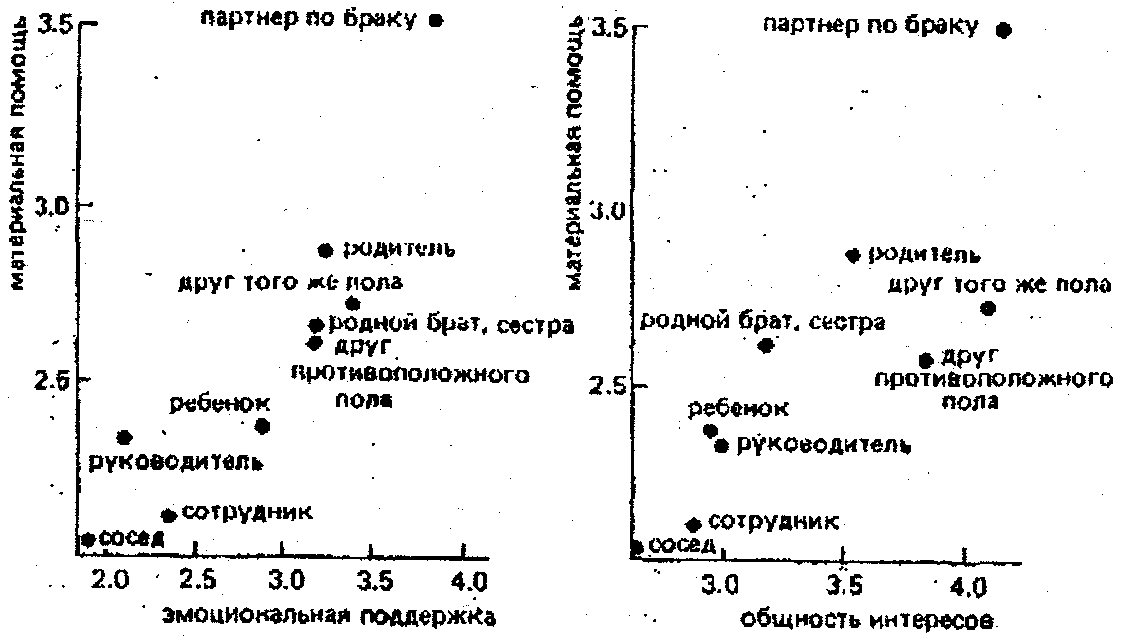 материальная помощь
3.5
3.0
2.5
партнер по браку
родитель
друг того же пола
родной брат, сестра
друг
противоположного
пола
ребенок
руководитель
сотрудник
сосед
2.0 2.5 3.0 3.5 4.0
эмоциональная поддержка
материальная помощь
3.5
3.0
2.5
партнер по браку
родитель
друг того же пола
родной брат, сестра
друг
противоположного
пола
ребенок
руководитель
сотрудник
сосед
3.0 3.5 4.0
общность интересов